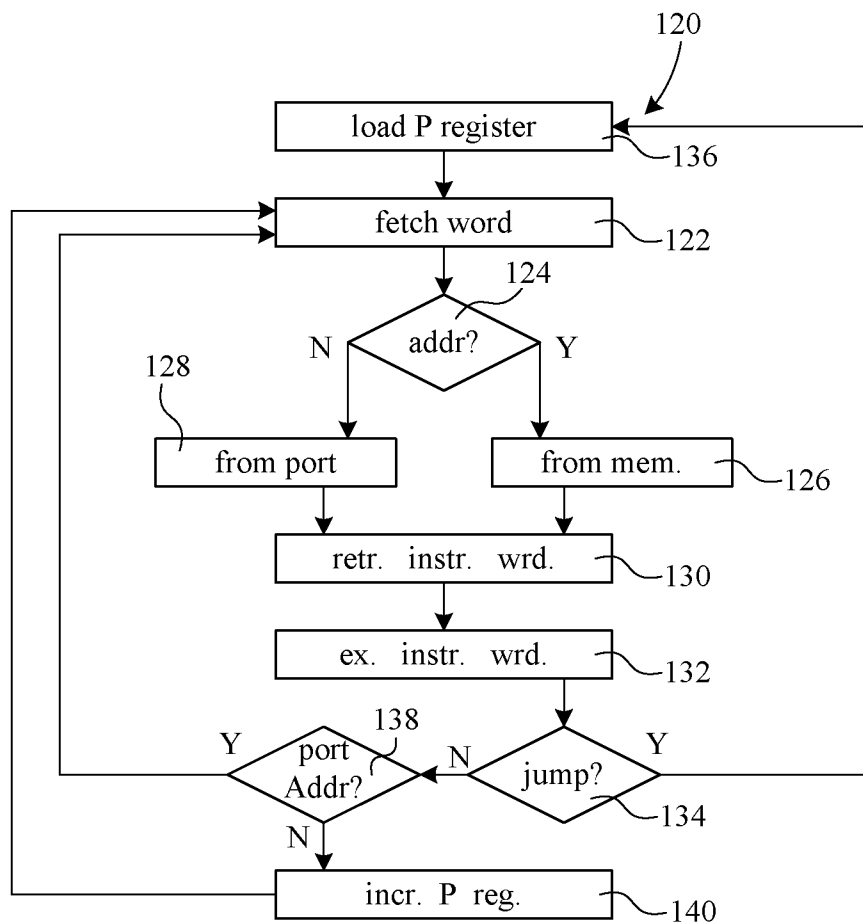 120
load P register
136
fetch word
122
124
addr?
N
Y
128
from port
from mem.
126
retr. instr. wrd.
130
ex. instr. wrd.
132
Y
port
Addr?
138
N
jump?
Y
134
N
incr. P reg.
140